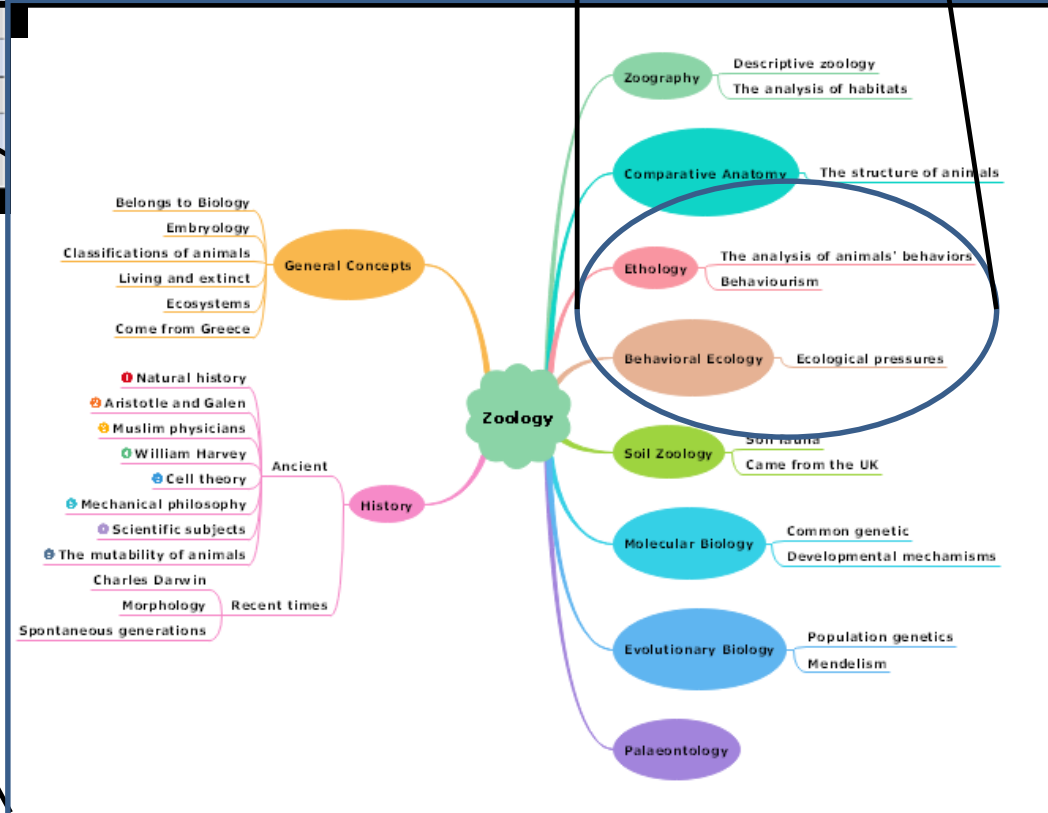 Zoology
General Concepts
Belongs to Biology
Embryology
Classifications of animals
Living and extinct
Ecosystems
Come from Greece
History
Ancient
Natural history
Aristotle and Galen
Muslim physicians
William Harvey
Cell theory
Mechanical philosophy
Scientific subjects
The mutability of animals
Recent times
Charles Darwin
Morphology
Spontaneous generations
Zoography
Descriptive zoology
The analysis of habitats
Comparative Anatomy
The structure of animals
Ethology
The analysis of animals' behaviors
Behaviourism
Behavioral Ecology
Ecological pressures
Soil Zoology
Soil fauna
Came from the UK
Molecular Biology
Common genetic
Developmental mechamisms
Evolutionary Biology
Population genetics
Mendelism
Palaeontology